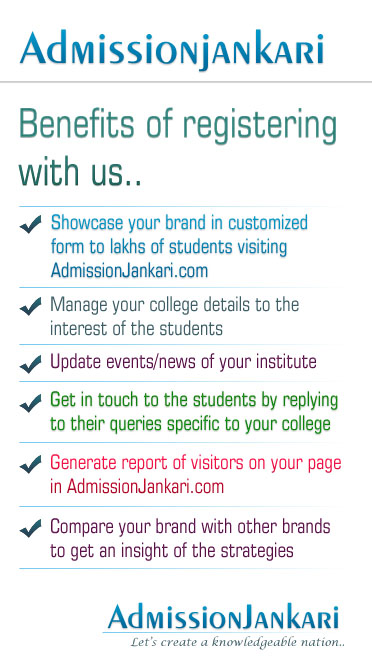 AdmissionjanKari
Benefits of registering
with us..
Showcase your brand in customized
form to lakhs of students visiting
AdmissionJankari.com
Manage your college details to the
interest of the students
Update events/news of your institute
Get in touch to the students by replying
to their queries specific to your college
Generate report of visitors on your page
in AdmissionJankari.com
Compare your brand with other brands
to get an insight of the strategies
AdmissionJanKari
Let's create a knowledgeable nation..